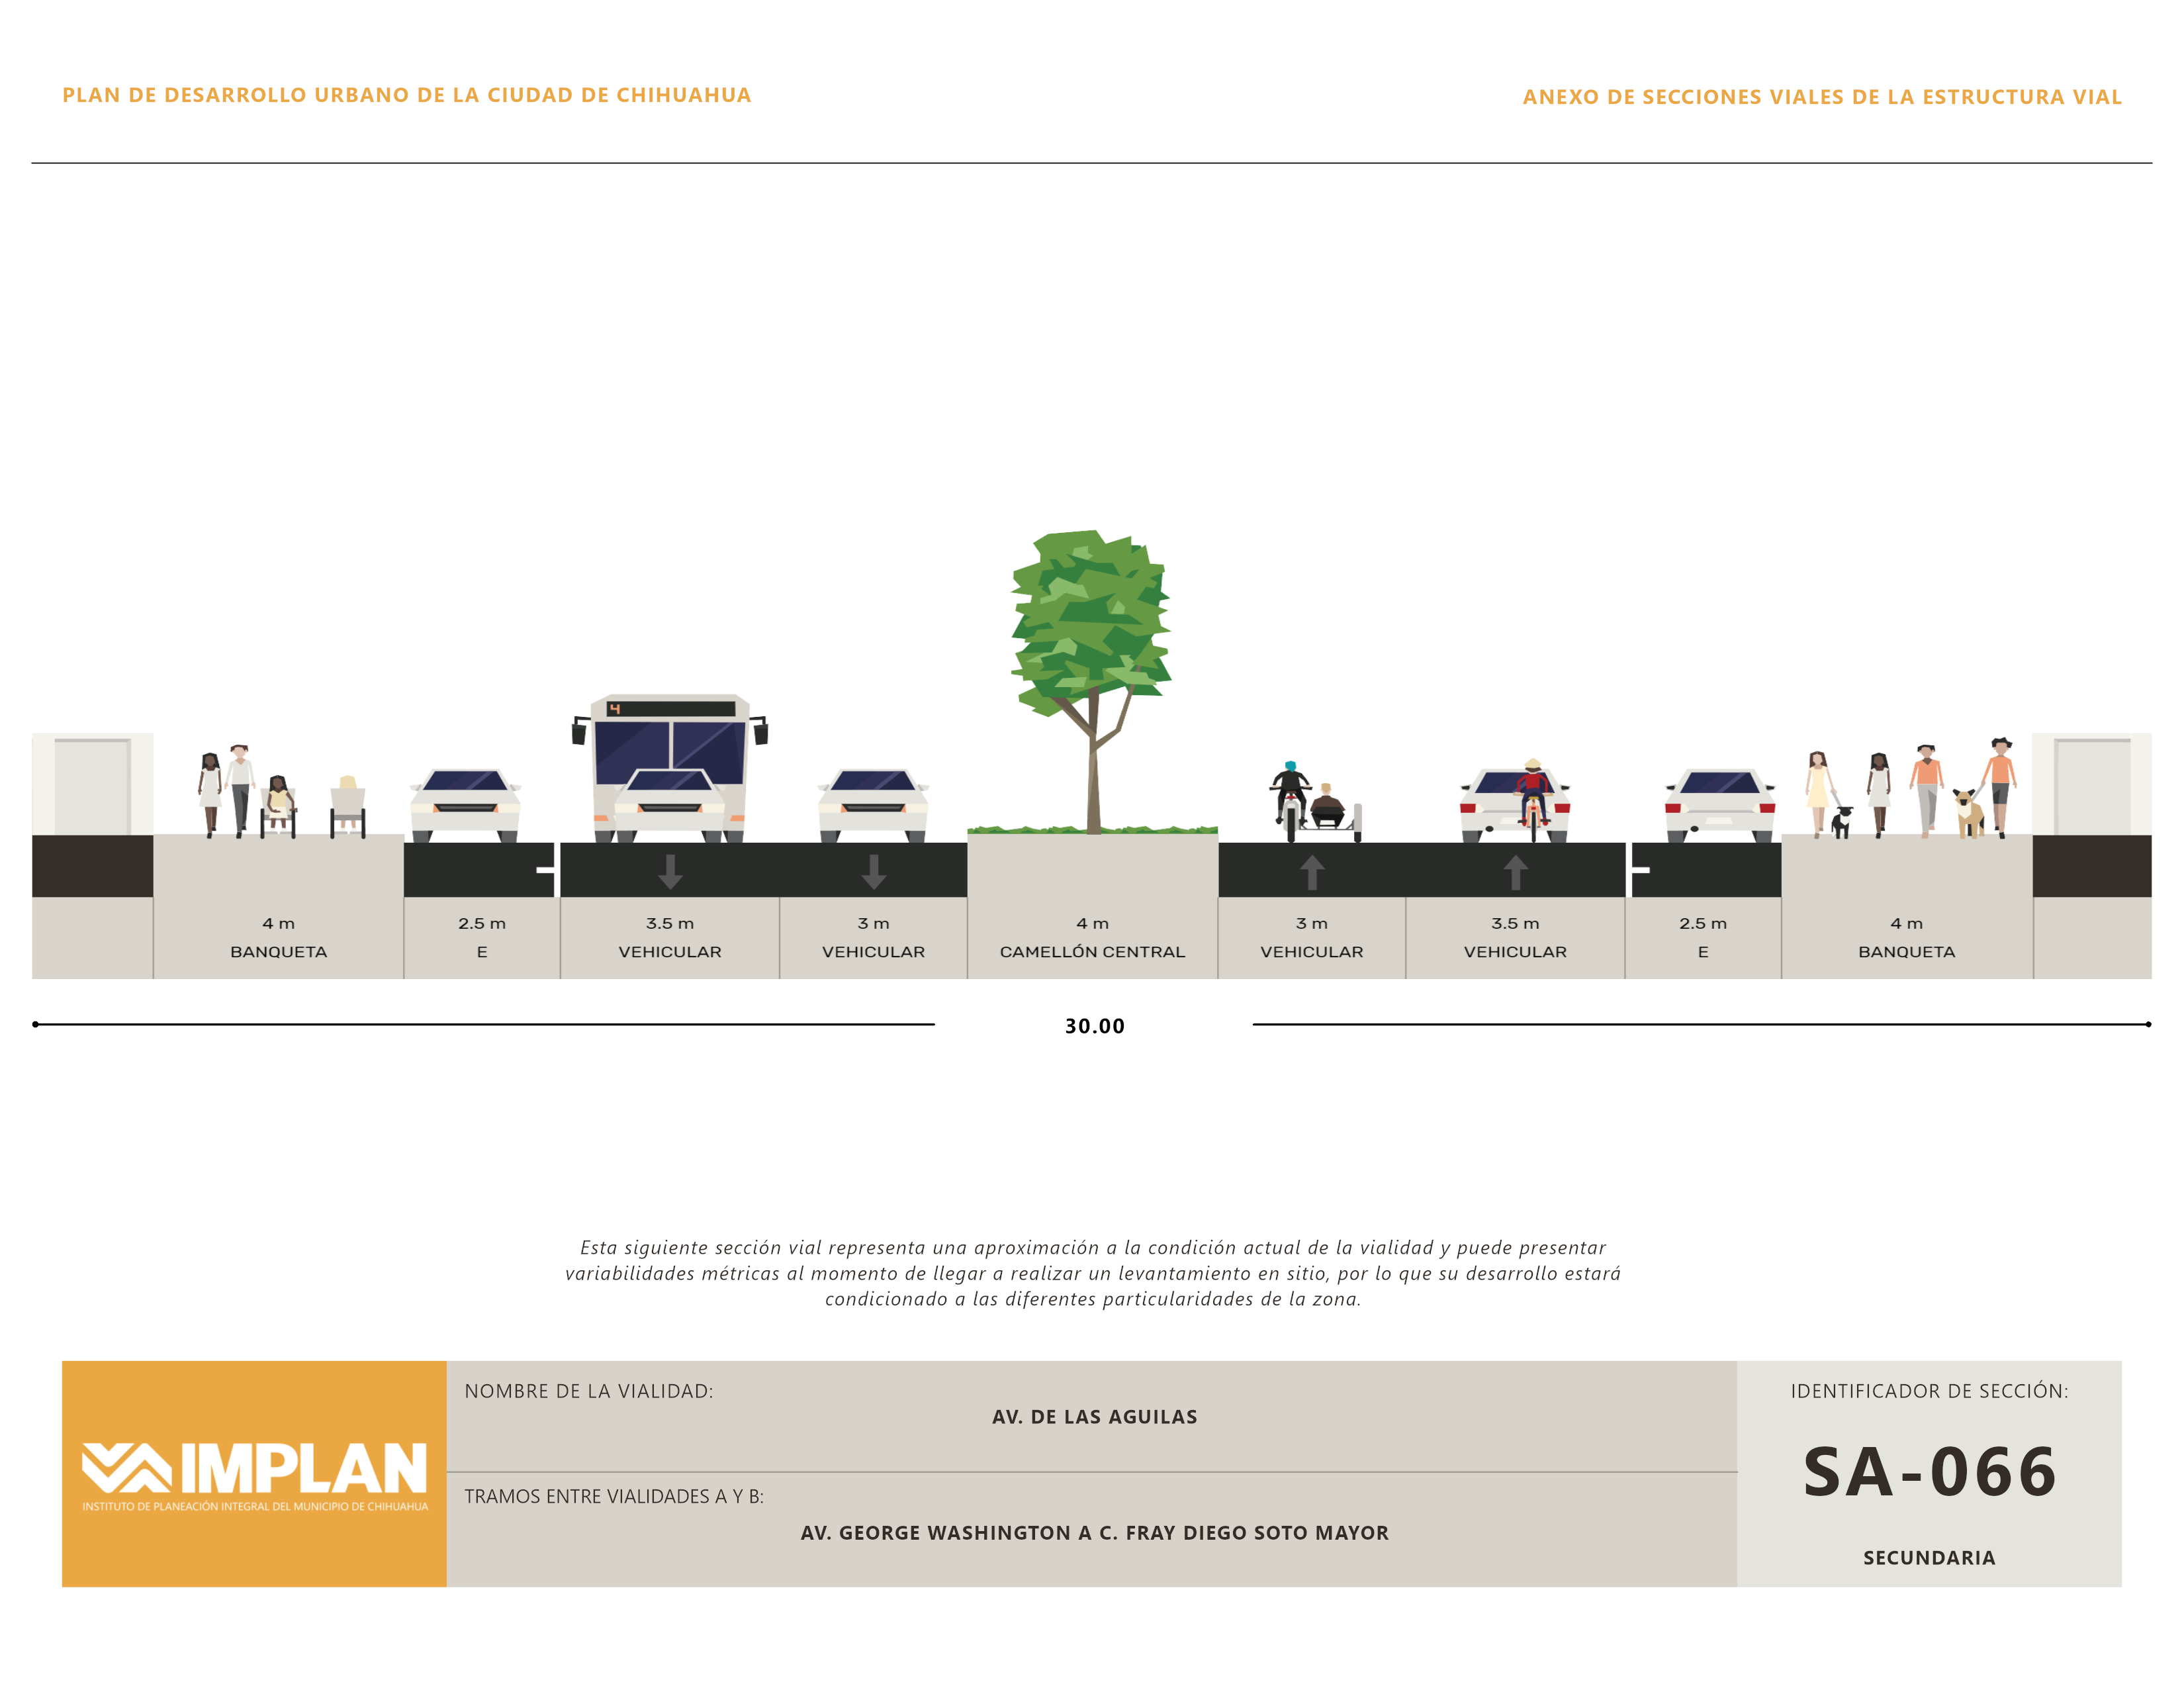 PLAN DE DESARROLLO URBANO DE LA CIUDAD DE CHIHUAHUA
ANEXO DE SECCIONES VIALES DE LA ESTRUCTURA VIAL
4
4 m
BANQUETA
2.5 m
E
3.5 m
VEHICULAR
3 m
VEHICULAR
4 m
CAMELLÓN CENTRAL
3 m
VEHICULAR
3.5 m
VEHICULAR
2.5 m
E
4 m
BANQUETA
30.00
Esta siguiente sección vial representa una aproximación a la condición actual de la vialidad y puede presentar
variabilidades métricas al momento de llegar a realizar un levantamiento en sitio, por lo que su desarrollo estará
condicionado a las diferentes particularidades de la zona.
IMPLAN
INSTITUTO DE PLANEACIÓN INTEGRAL DEL MUNICIPIO DE CHIHUAHUA
NOMBRE DE LA VIALIDAD:
AV. DE LAS AGUILAS
TRAMOS ENTRE VIALIDADES A Y B:
AV. GEORGE WASHINGTON A C. FRAY DIEGO SOTO MAYOR
IDENTIFICADOR DE SECCIÓN:
SA-066
SECUNDARIA